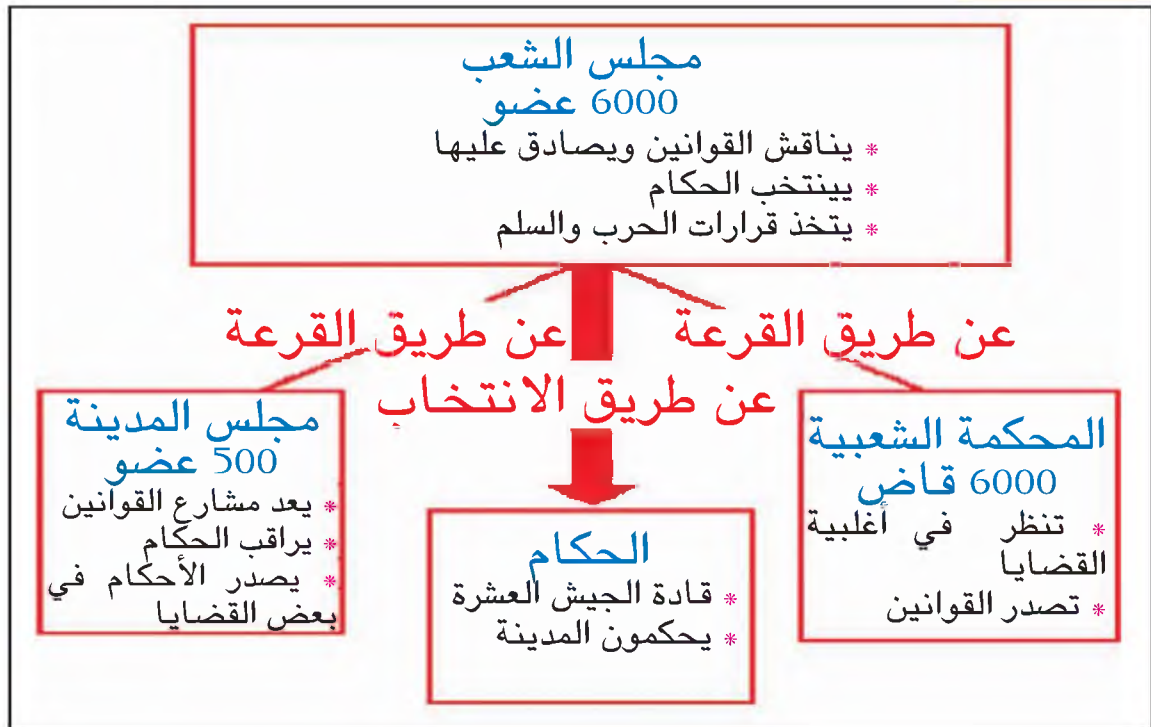 مجلس الشعب
6000 عضو
* يناقش القوانين ويصادق عليها
* يينتخب الحكام
* يتخذ قرارات الحرب والسلم
عن طريق القرعة
عن طريق القرعة
عن طريق الانتخاب
المحكمة الشعبية
6000 قاض
* تنظر في أغلبية
القضايا
* تصدر القوانين
الحكام
* قادة الجيش العشرة
* يحكمون المدينة
مجلس المدينة
500 عضو
* يعد مشارع القوانين
* يراقب الحكام
* يصدر الأحكام في
بعض القضايا